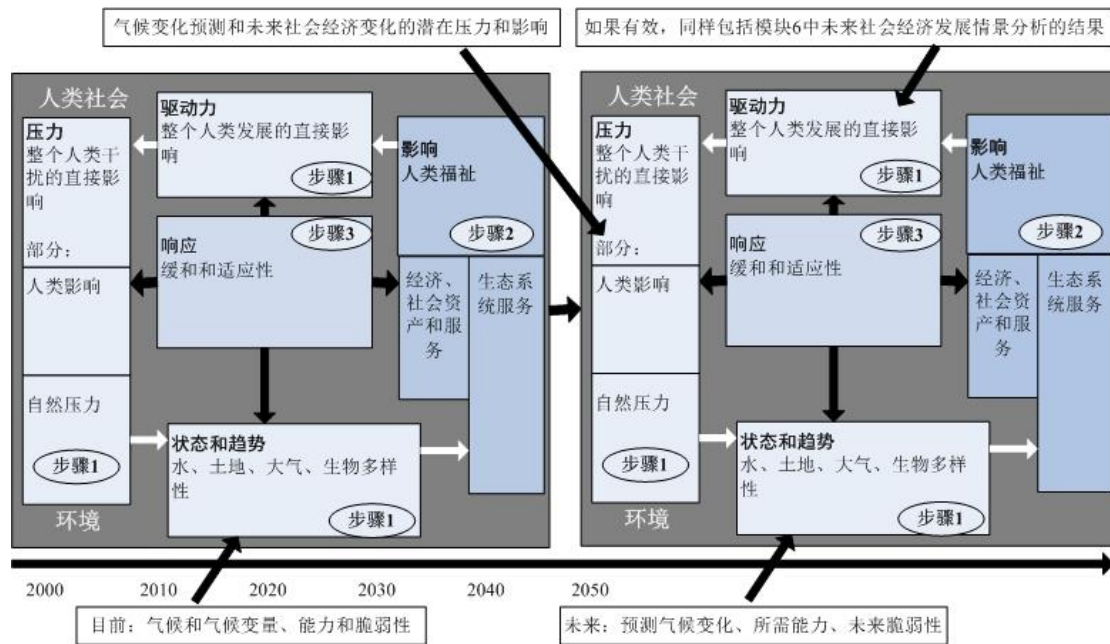 气候变化预测和未来社会经济变化的潜在压力和影响
如果有效，同样包括模块6中未来社会经济发展情景分析的结果
人类社会
压力
整个人类干
扰的直接影
响
部分：
人类影响
自然压力
步骤1
环境
驱动力
整个人类发展的直接影
响
步骤1
响应
缓和和适应性
步骤3
影响
人类福祉
步骤2
经济、
社会资
产和服
务
生态系
统服务
状态和趋势
水、土地、大气、生物多样
性
步骤1
人类社会
压力
整个人类干
扰的直接影
响
部分：
人类影响
自然压力
步骤1
环境
驱动力
整个人类发展的直接影
响
步骤1
响应
缓和和适应性
步骤3
影响
人类福祉
步骤2
经济、
社会资
产和服
务
生态系
统服务
状态和趋势
水、土地、大气、生物多样
性
步骤1
2000 2010 2020 2030 2040 2050
目前：气候和气候变量、能力和脆弱性
未来：预测气候变化、所需能力、未来脆弱性